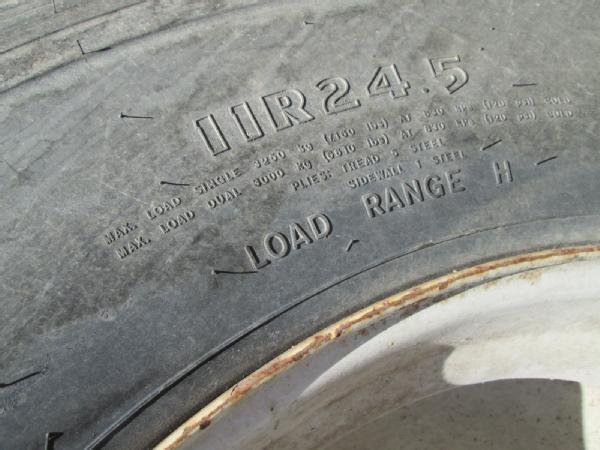 11R24.5
MAX. LOAD SINGLE 3250 KG (7160 lbs) AT 830 KPa (120 PSI) COLD
MAX. LOAD DUAL 3000 KG (6610 lbs) AT 830 KPa (120 PSI) COLD
PLIES: TREAD 5 STEEL
SIDEWALL 1 STEEL
LOAD RANGE H